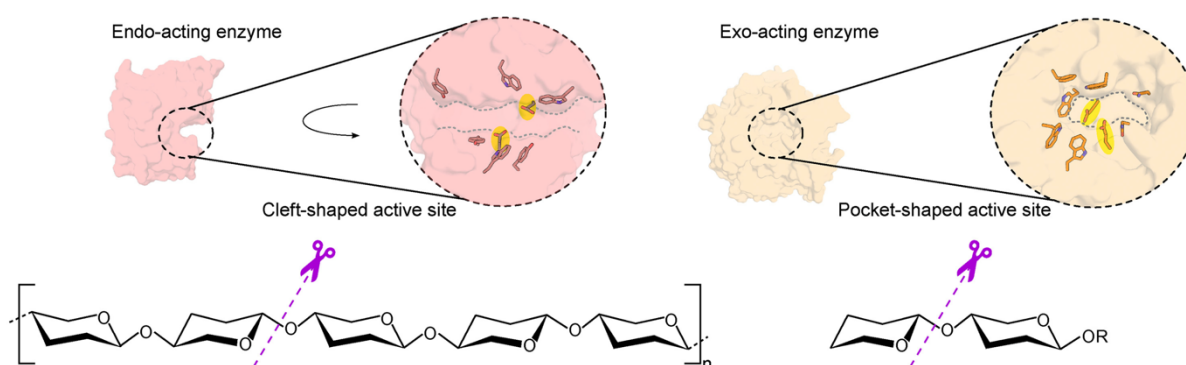 Endo-acting enzyme
Exo-acting enzyme
Cleft-shaped active site
Pocket-shaped active site
O O O O O O O O O n
O O O OR